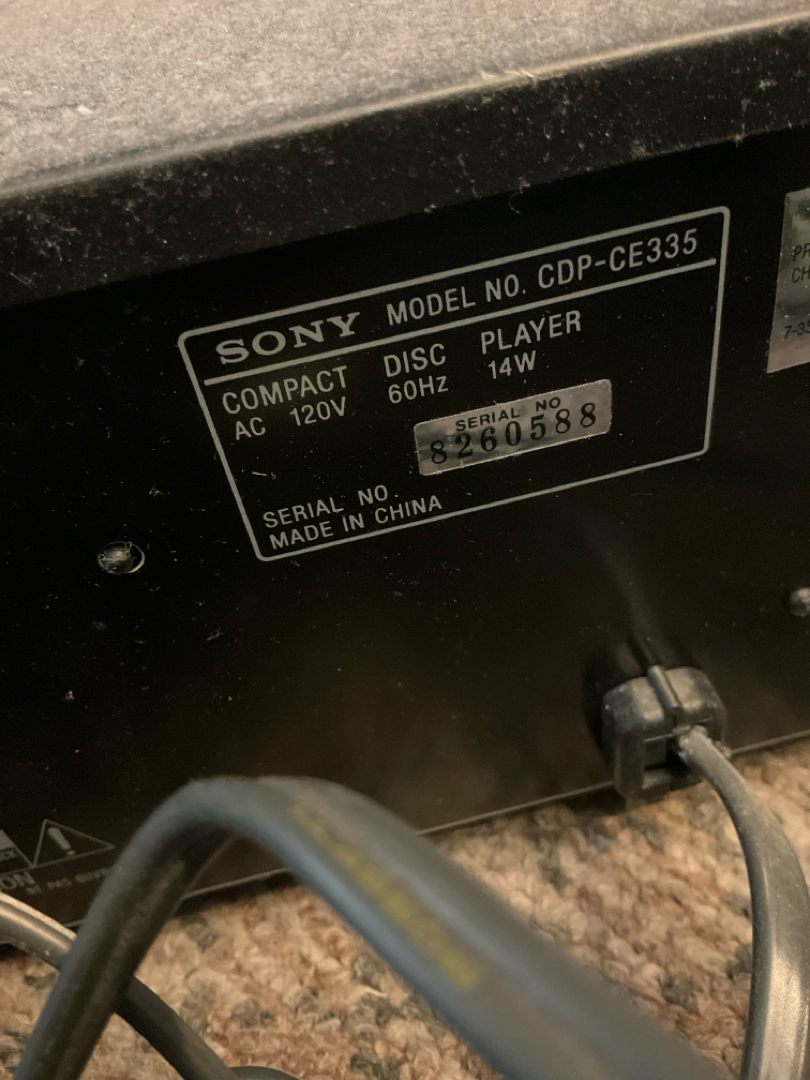 SONY MODEL NO. CDP-CE335
COMPACT DISC PLAYER
AC 120V 60Hz 14W
SERIAL NO
8260588
SERIAL NO.
MADE IN CHINA